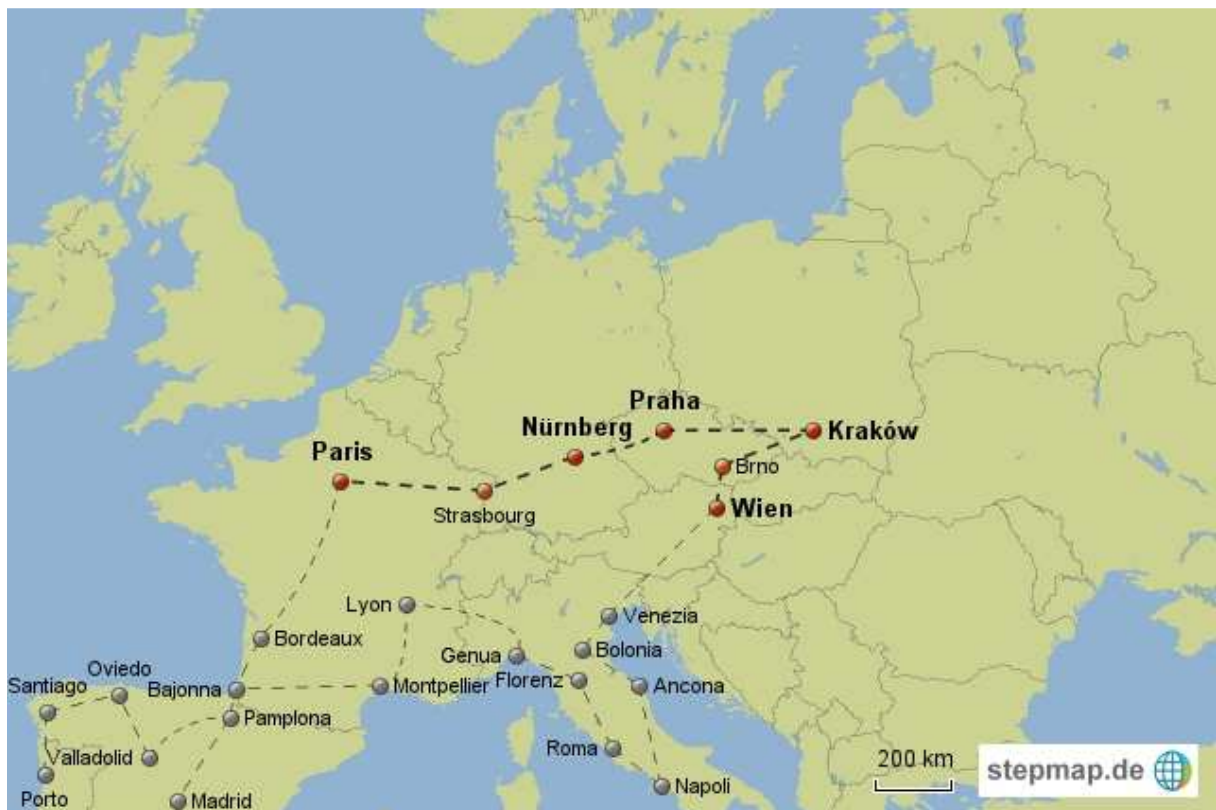 Praha
Nürnberg
Kraków
Paris
Brno
Strasbourg
Wien
Lyon
Venezia
Bordeaux
Genua
Bolonia
Oviedo
Florenz
Santiago
Bajonna
Montpellier
Ancona
Pamplona
Valladolid
Roma
200 km
stepmap.de
Napoli
Porto
Madrid